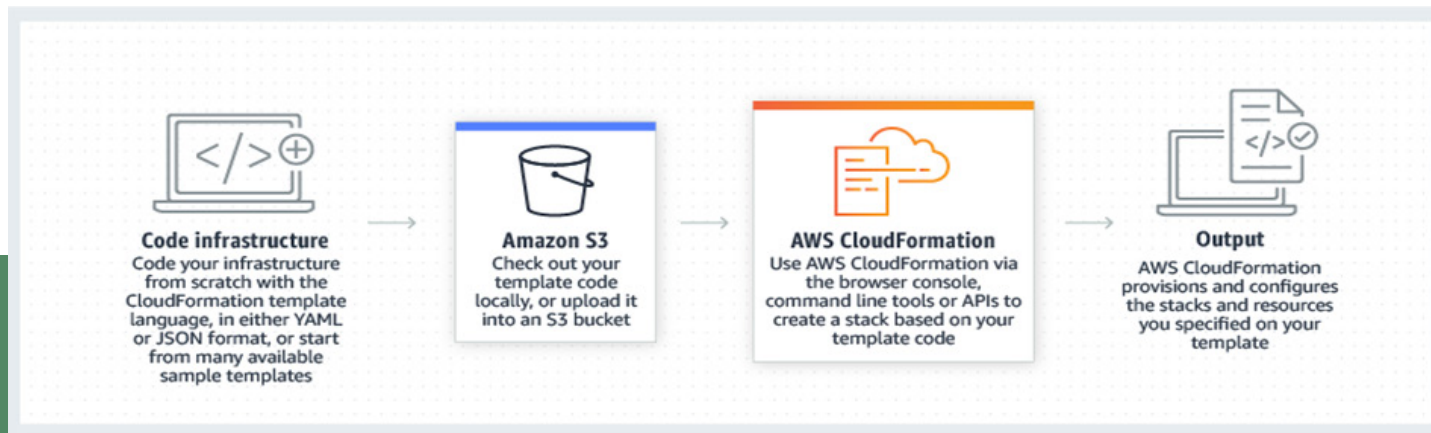 </>
Code infrastructure
Code your infrastructure
from scratch with the
CloudFormation template
language, in either YAML
or JSON format, or start
from many available
sample templates
Amazon S3
Check out your
template code
locally, or upload it
into an S3 bucket
AWS CloudFormation
Use AWS CloudFormation via
the browser console,
command line tools or APIs to
create a stack based on your
template code
</>
Output
AWS CloudFormation
provisions and configures
the stacks and resources
you specified on your
template